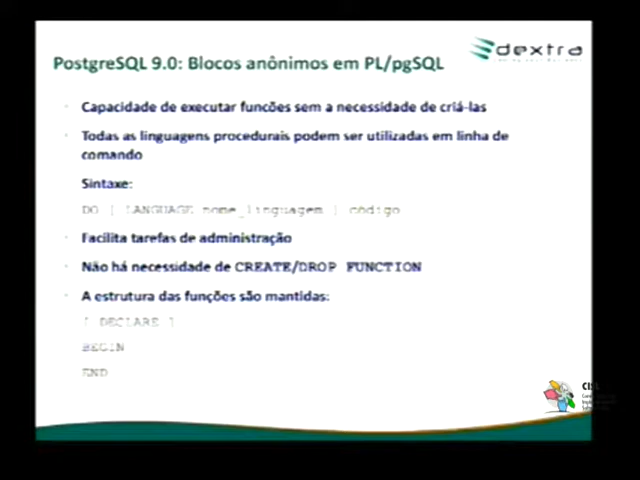 PostgreSQL 9.0: Blocos anônimos em PL/pgSQL
dextra
Capacidade de executar funcões sem a necessidade de criá-las
Todas as linguagens procedurais podem ser utilizadas em linha de
comando
Sintaxe:
DO [ LANGUAGE nome_linguagem ] código
Facilita tarefas de administração
Não há necessidade de CREATE/DROP FUNCTION
A estrutura das funções são mantidas:
[ DECLARE ]
BEGIN
END